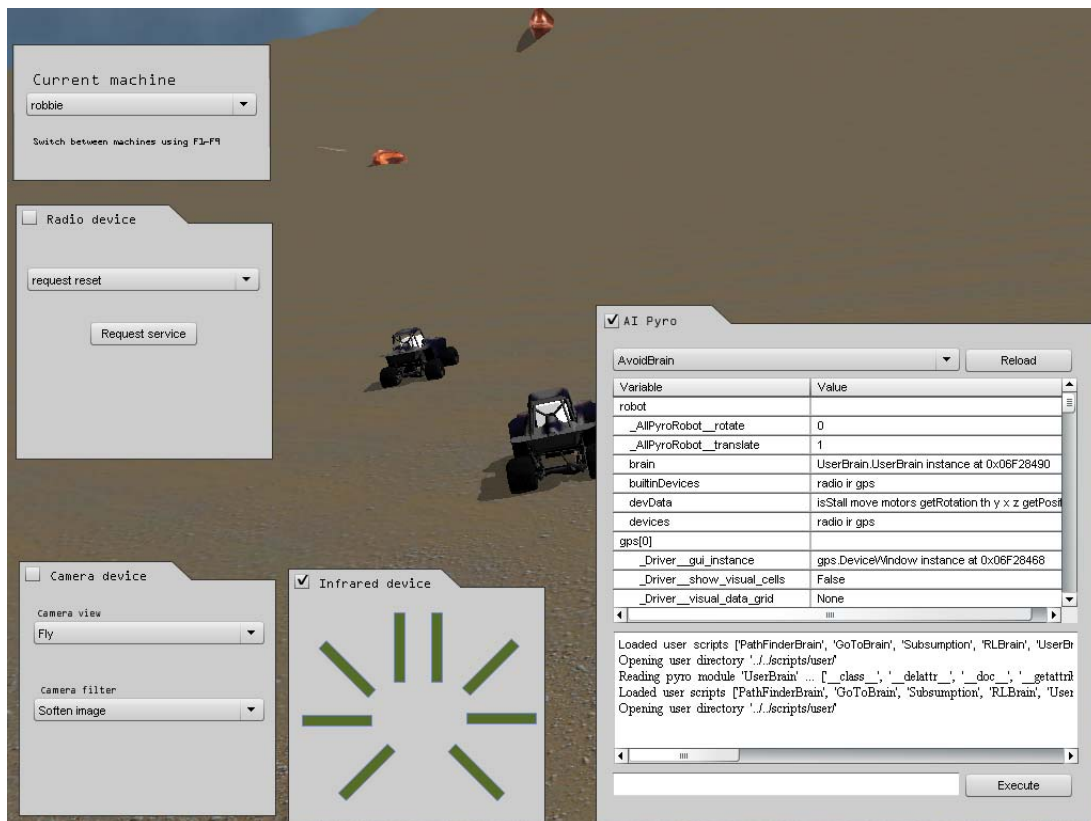 Current machine
robbie
Switch between machines using F1-F9
Radio device
request reset
Request service
Camera device
Camera view
Fly
Camera filter
Soften image
Infrared device
AI Pyro
AvoidBrain
Reload
Variable Value
robot
_AllPyroRobot__rotate 0
_AllPyroRobot__translate 1
brain UserBrain.UserBrain instance at 0x06F28490
builtinDevices radio ir gps
devData isStall move motors getRotation th y x z getPosit
devices radio ir gps
gps[0]
_Driver__gui_instance gps.DeviceWindow instance at 0x06F28468
_Driver__show_visual_cells False
_Driver__visual_data_grid None
Loaded user scripts ['PathFinderBrain', 'GoToBrain', 'Subsumption', 'RLBrain', 'UserBr
Opening user directory '../../scripts/user/'
Reading pyro module 'UserBrain' ... ['__class__', '__delattr__', '__doc__', '__getattrib
Loaded user scripts ['PathFinderBrain', 'GoToBrain', 'Subsumption', 'RLBrain', 'User
Opening user directory '../../scripts/user/'
Execute